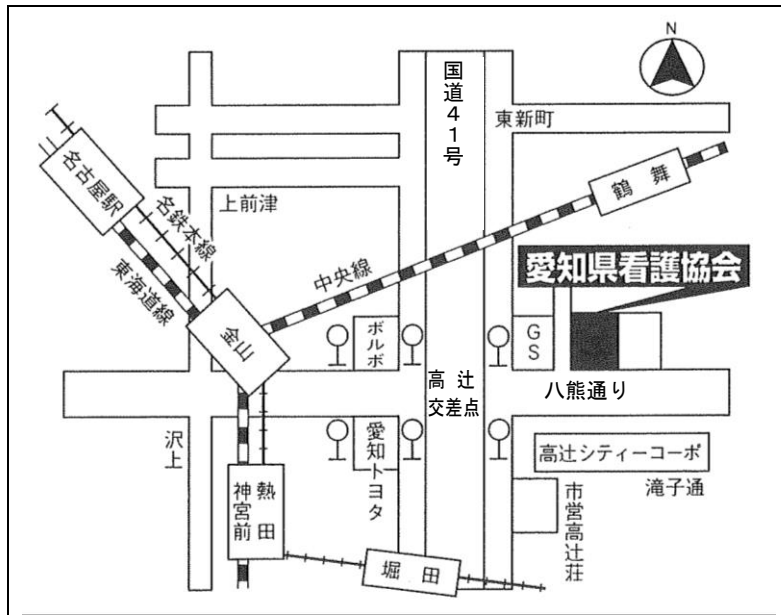 国道41号
東新町
名古屋駅
名鉄本線
上前津
鶴舞
愛知県看護協会
東海道線
中央線
金山
ボルボ
GS
高辻
交差点
八熊通り
沢上
愛知トヨタ
高辻シティーコーポ
滝子通
熱田
神宮前
市営高辻荘
堀田